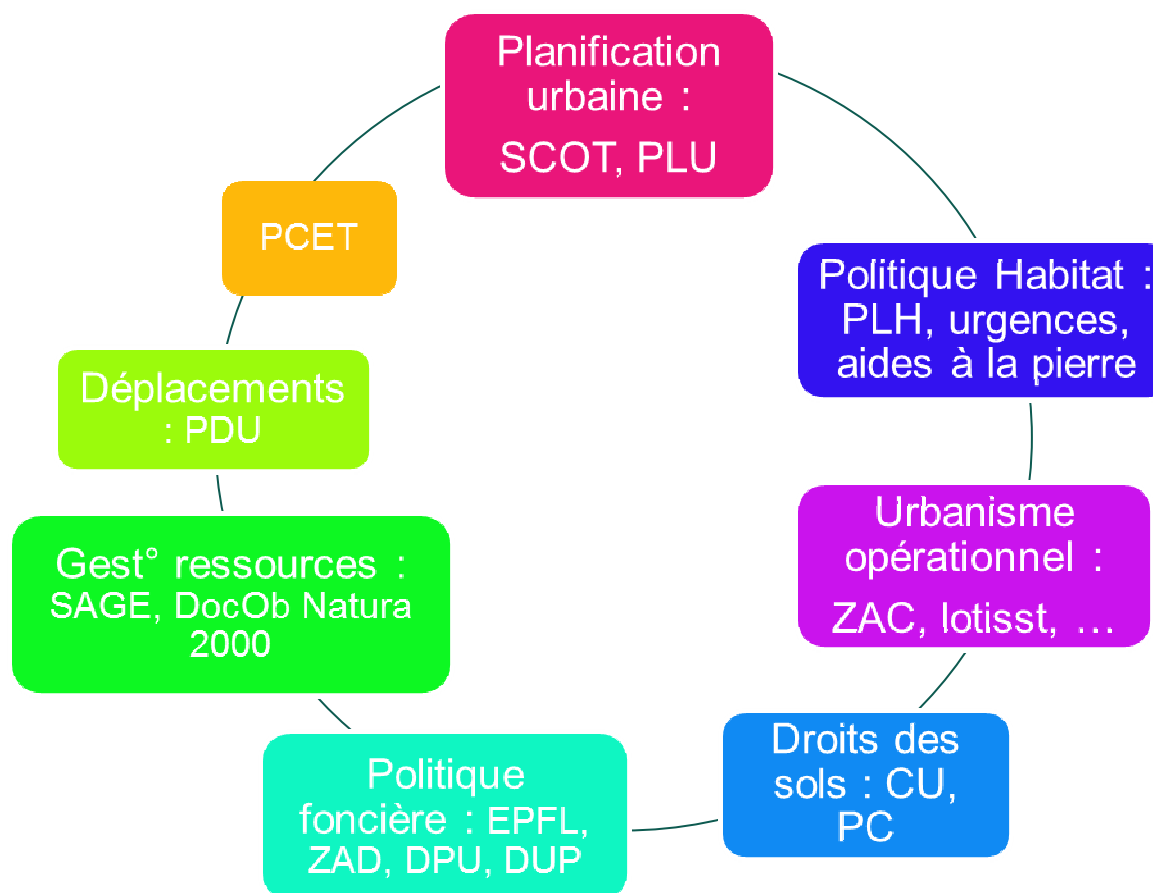 Planification
urbaine :
SCOT, PLU
Politique Habitat :
PLH, urgences,
aides à la pierre
Urbanisme
opérationnel :
ZAC, lotisst, …
Droits des
sols : CU,
PC
Politique
foncière : EPFL,
ZAD, DPU, DUP
Gest° ressources :
SAGE, DocOb Natura
2000
Déplacements
: PDU
PCET